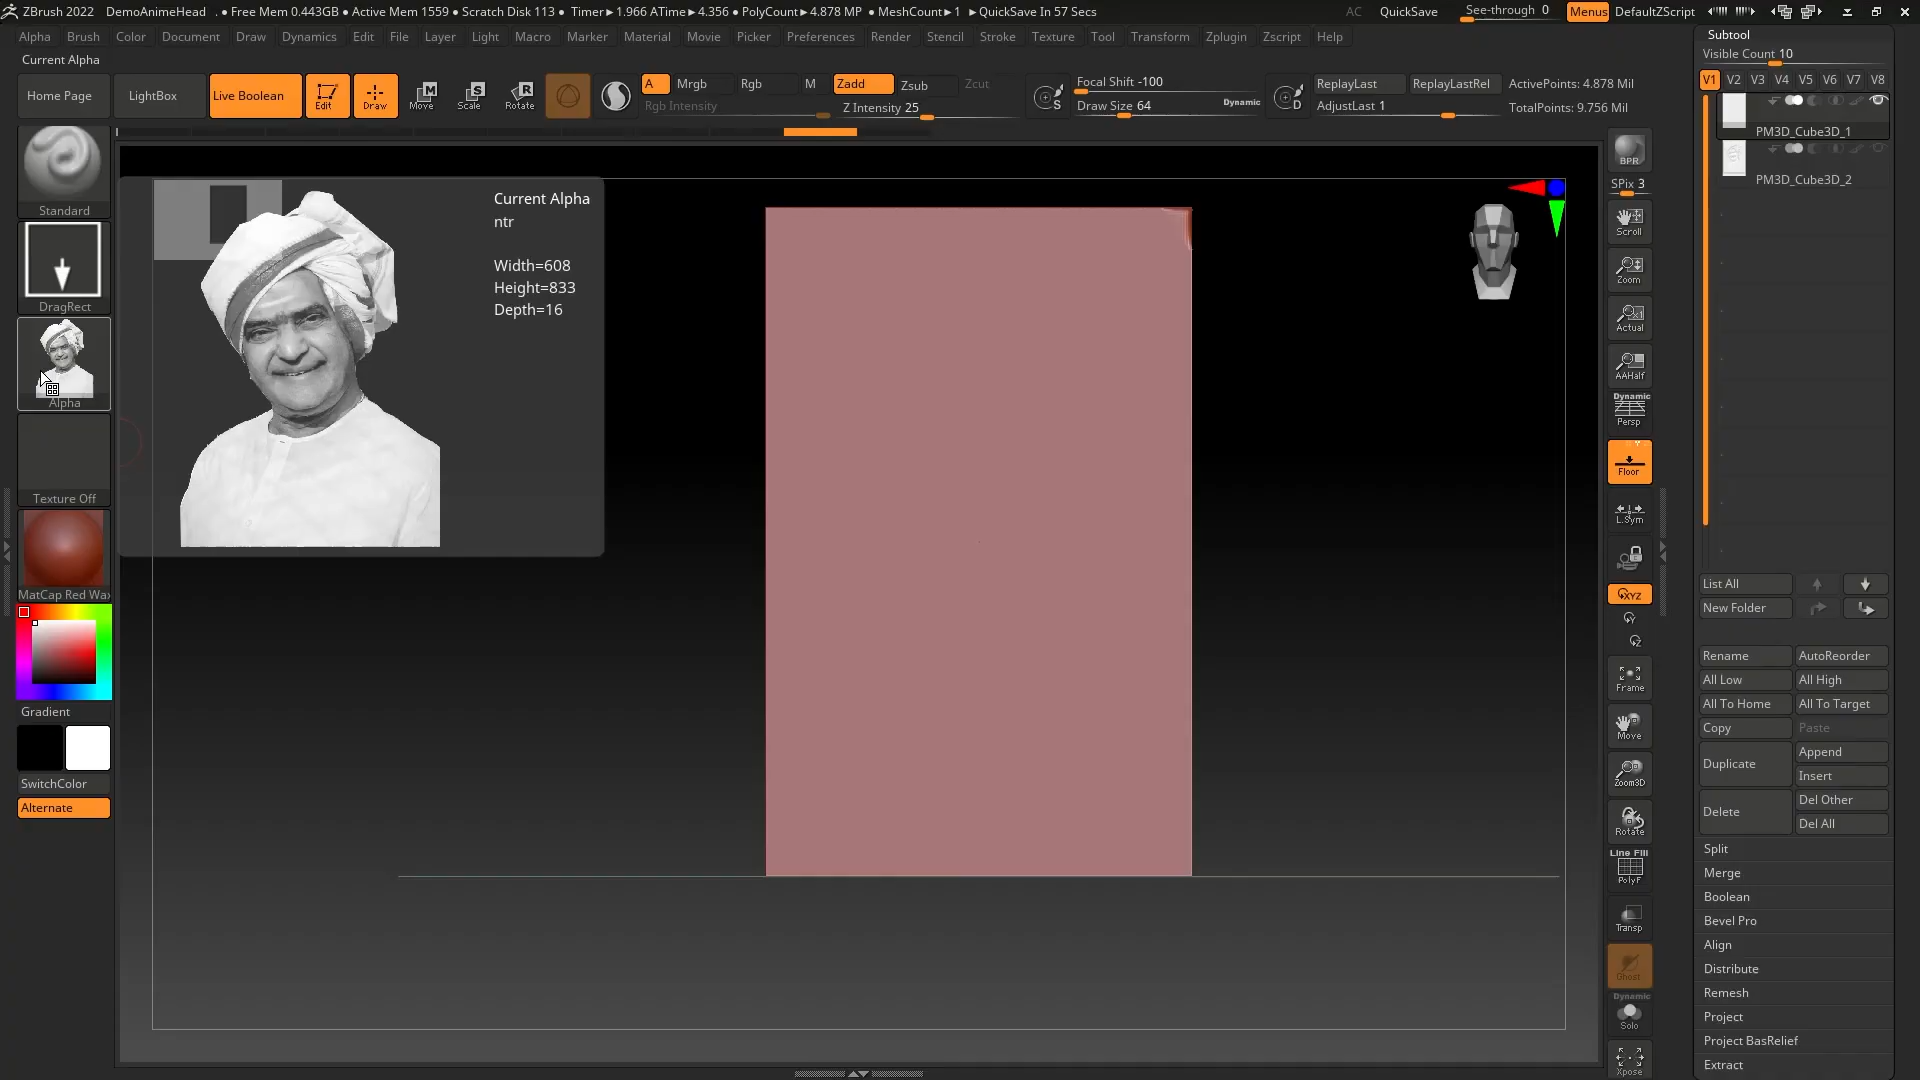 ZBrush 2022 DemoAnimeHead . ● Free Mem 0.443GB ● Active Mem 1559 ● Scratch Disk 113 ● Timer►1.966 ATime►4.356 ● PolyCount►4.878 MP ● MeshCount►1 ►QuickSave In 57 Secs AC QuickSave See-through 0 Menus DefaultZScript
Alpha Brush Color Document Draw Dynamics Edit File Layer Light Macro Marker Material Movie Picker Preferences Render Stencil Stroke Texture Tool Transform Zplugin Zscript Help
Current Alpha
Home Page LightBox Live Boolean Edit Draw Move Scale Rotate
M S R
A Mrgb Rgb M Zadd Zsub Zcut
Rgb Intensity Z Intensity 25
S Focal Shift -100
Draw Size 64 Dynamic
D ReplayLast ReplayLastRel ActivePoints: 4.878 Mil
AdjustLast 1 TotalPoints: 9.756 Mil
Standard
DragRect
Alpha
Texture Off
MatCap Red Wax
Gradient
SwitchColor
Alternate
Current Alpha
ntr
Width=608
Height=833
Depth=16
BPR
SPix 3
Scroll
Zoom
Actual
AAHalf
Dynamic
Persp
Floor
L.Sym
XYZ
Y
Z
Frame
Move
Zoom3D
Rotate
Line Fill
PolyF
Transp
Ghost
Dynamic
Solo
Xpose
Subtool
Visible Count 10
V1 V2 V3 V4 V5 V6 V7 V8
PM3D_Cube3D_1
PM3D_Cube3D_2
List All
New Folder
Rename AutoReorder
All Low All High
All To Home All To Target
Copy Paste
Duplicate Append
Insert
Delete Del Other
Del All
Split
Merge
Boolean
Bevel Pro
Align
Distribute
Remesh
Project
Project BasRelief
Extract